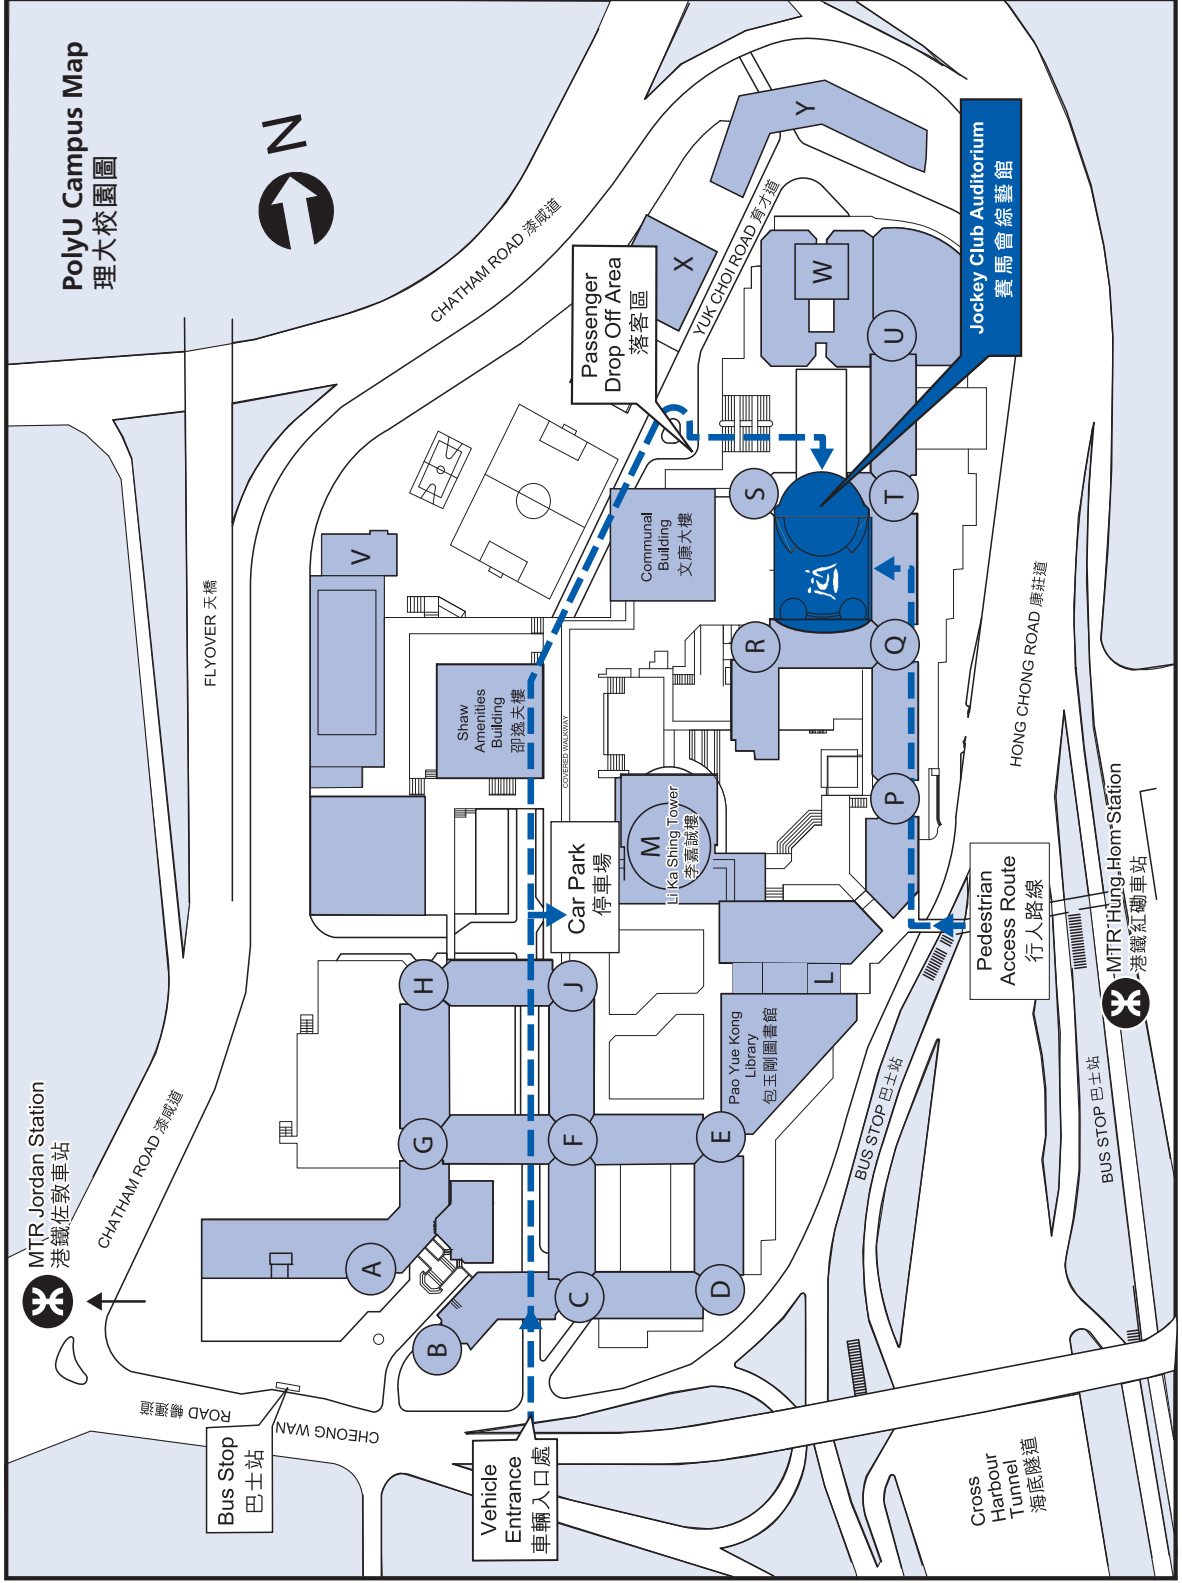 PolyU Campus Map
理大校園圖
N
MTR Jordan Station
港鐵佐敦車站
CHATHAM ROAD 漆咸道
FLYOVER 天橋
CHATHAM ROAD 漆咸道
Bus Stop
巴士站
CHEONG WAN
ROAD 暢運道
Vehicle
Entrance
車輛入口處
A
B
C
D
E
F
G
H
J
Shaw
Amenities
Building
邵逸夫樓
V
COVERED WALKWAY
Car Park
停車場
M
Li Ka Shing Tower
李嘉誠樓
L
Pao Yue Kong
Library
包玉剛圖書館
Communal
Building
文康大樓
Passenger
Drop Off Area
落客區
X
Y
YUK CHOI ROAD 育才道
W
U
S
T
R
Q
P
Jockey Club Auditorium
賽馬會綜藝館
HONG CHONG ROAD 康莊道
Pedestrian
Access Route
行人路線
MTR Hung Hom Station
港鐵紅磡車站
BUS STOP 巴士站
BUS STOP 巴士站
Cross
Harbour
Tunnel
海底隧道